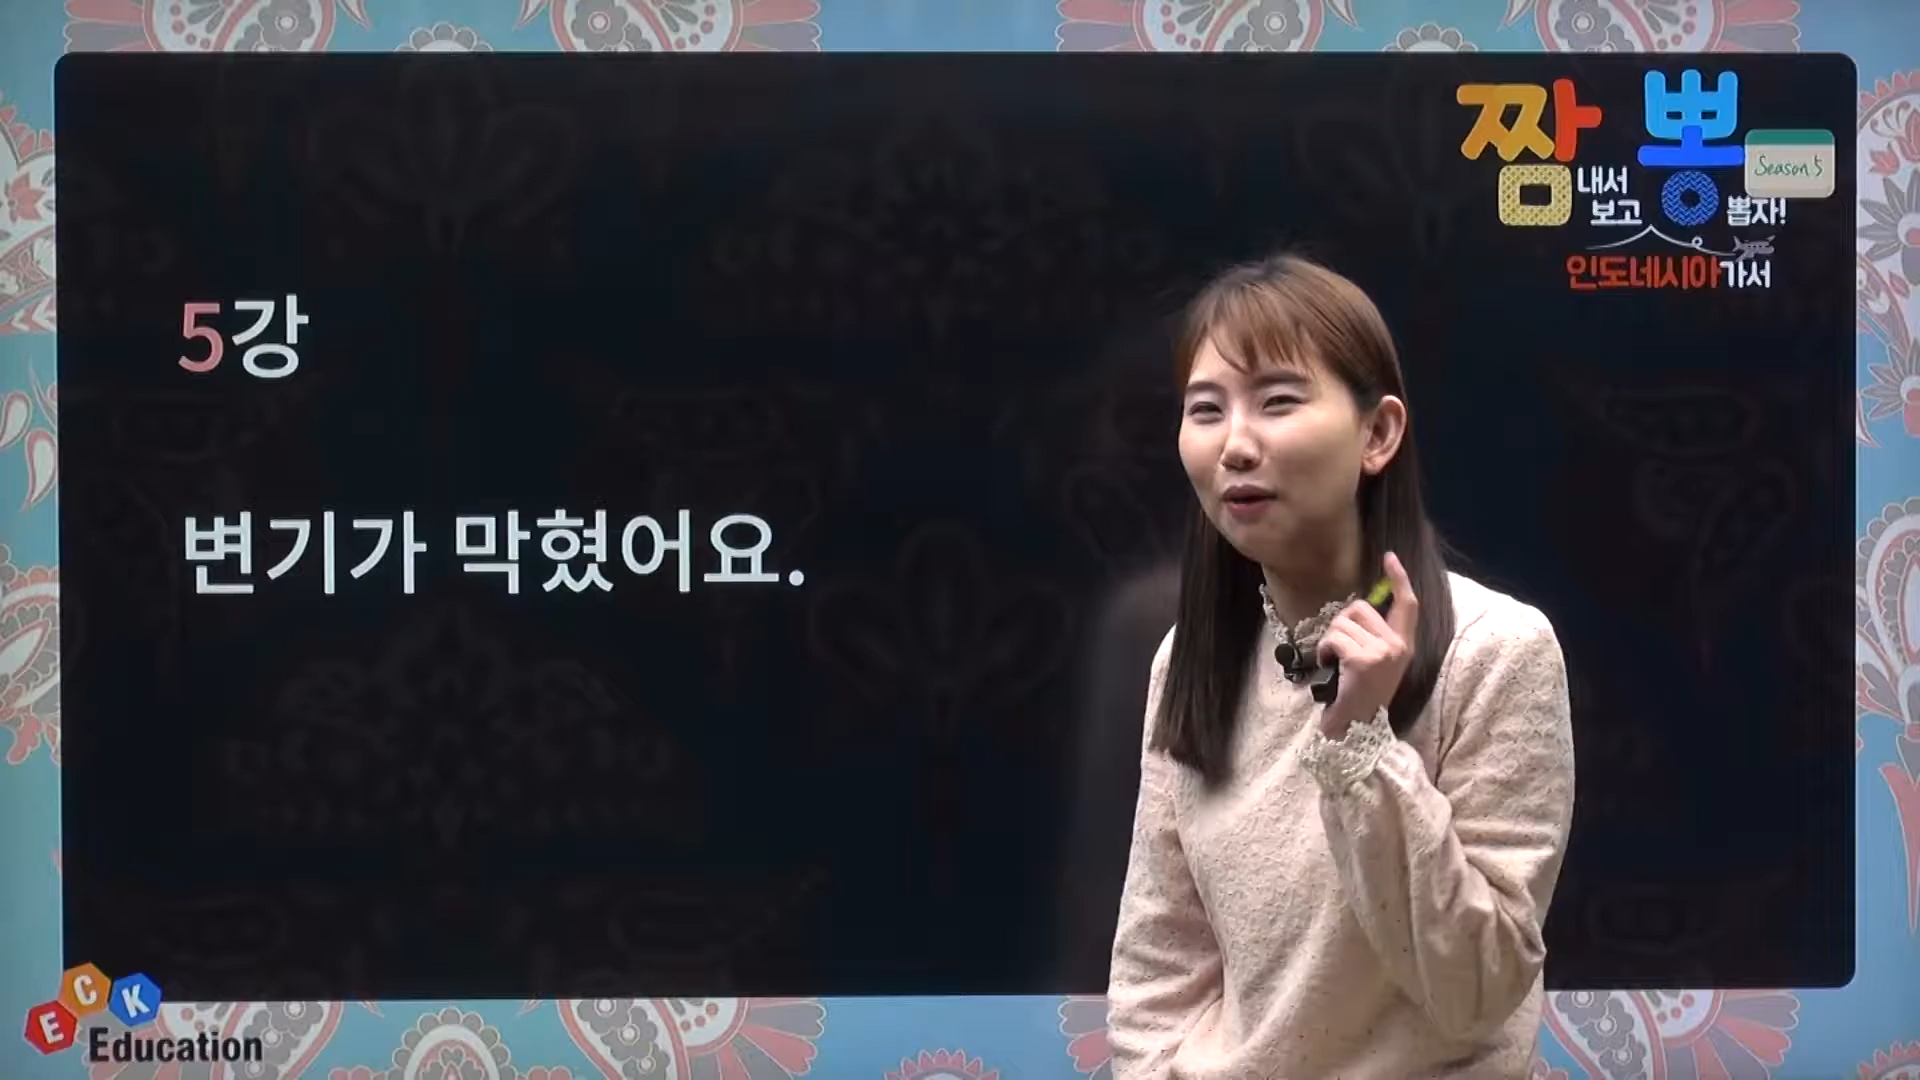 짬뽕
Season 5
내서 보고 뽑자!
인도네시아가서
5강
변기가 막혔어요.
ECK
Education